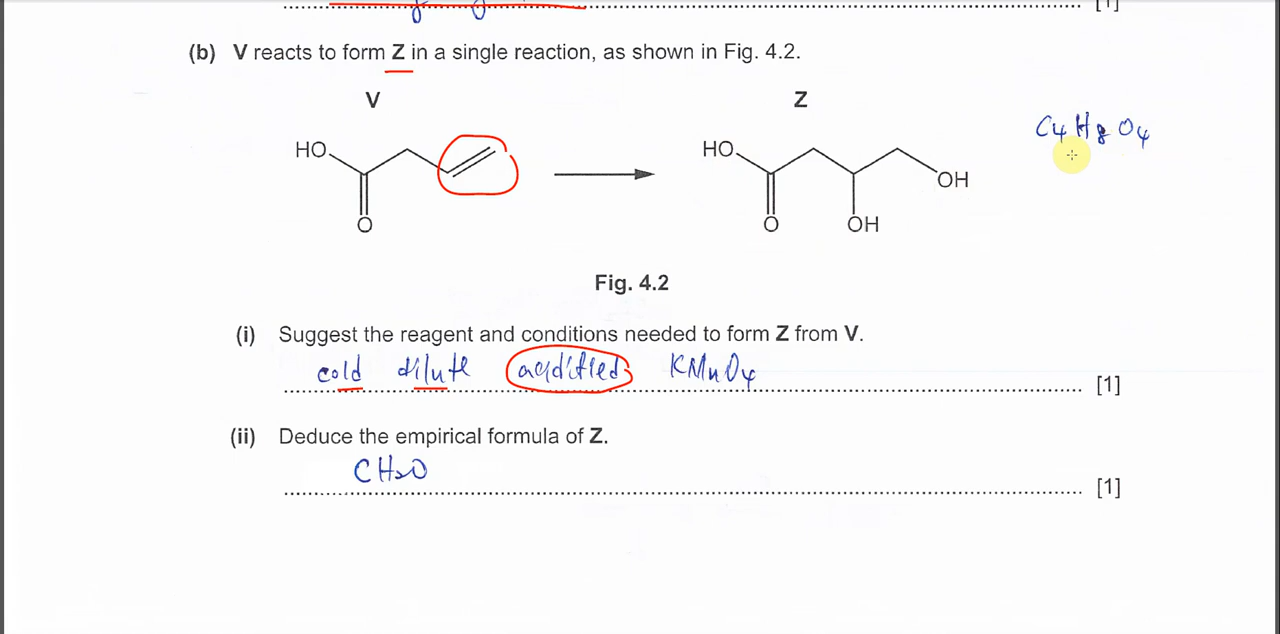 [1]
(b) V reacts to form Z in a single reaction, as shown in Fig. 4.2.
V
Z
C4H8O4
HO
O
HO
O
OH
OH
Fig. 4.2
(i) Suggest the reagent and conditions needed to form Z from V.
cold dilute acidified KMnO4
[1]
(ii) Deduce the empirical formula of Z.
CH2O
[1]